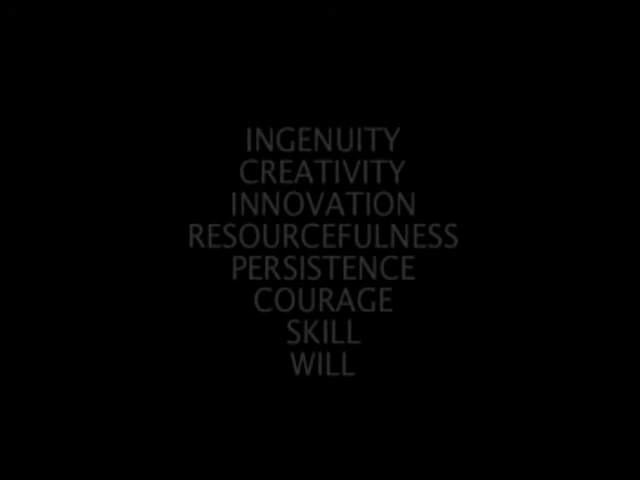 INGENUITY
CREATIVITY
INNOVATION
RESOURCEFULNESS
PERSISTENCE
COURAGE
SKILL
WILL